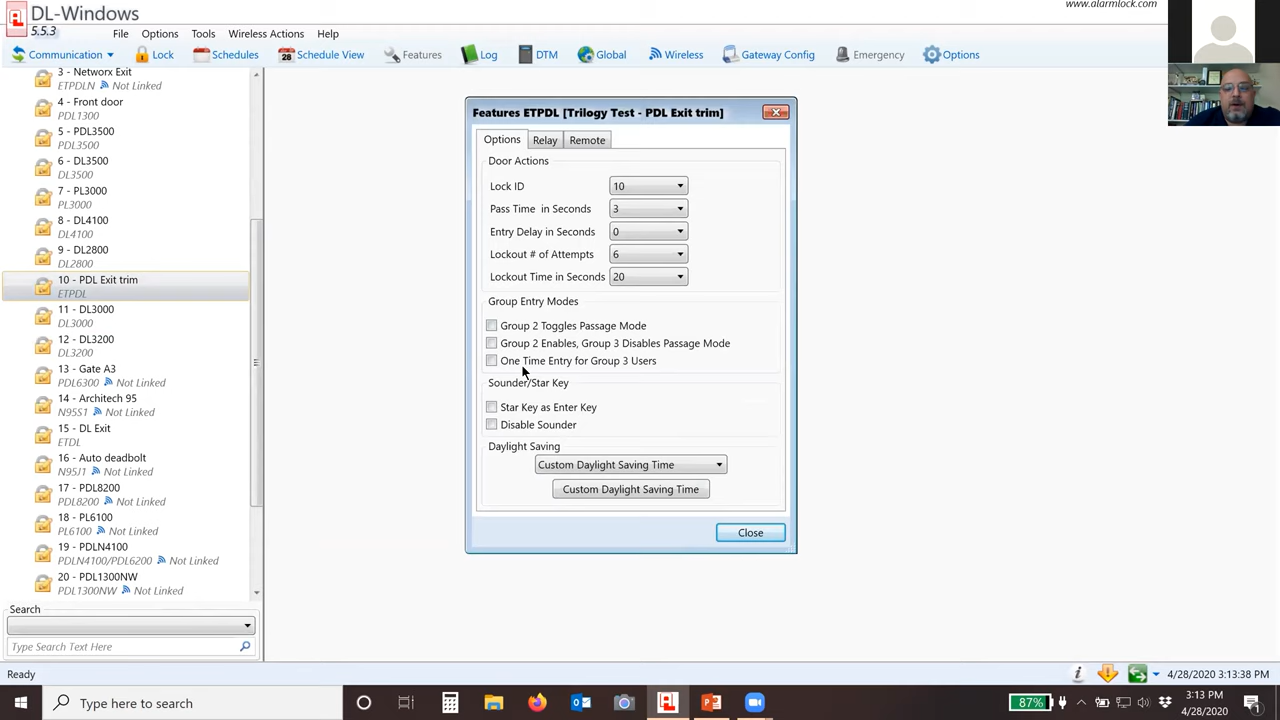 DL-Windows
5.5.3
www.alarmlock.com
File Options Tools Wireless Actions Help
Communication Lock Schedules 28 Schedule View Features Log DTM Global Wireless Gateway Config Emergency Options
3 - Networx Exit
ETPDLN Not Linked
4 - Front door
PDL1300
5 - PDL3500
PDL3500
6 - DL3500
DL3500
7 - PL3000
PL3000
8 - DL4100
DL4100
9 - DL2800
DL2800
10 - PDL Exit trim
ETPDL
11 - DL3000
DL3000
12 - DL3200
DL3200
13 - Gate A3
PDL6300 Not Linked
14 - Architech 95
N95S1 Not Linked
15 - DL Exit
ETDL
16 - Auto deadbolt
N95J1 Not Linked
17 - PDL8200
PDL8200 Not Linked
18 - PL6100
PL6100 Not Linked
19 - PDLN4100
PDLN4100/PDL6200 Not Linked
20 - PDL1300NW
PDL1300NW Not Linked
Search
Type Search Text Here
Features ETPDL [Trilogy Test - PDL Exit trim]
Options Relay Remote
Door Actions
Lock ID 10
Pass Time in Seconds 3
Entry Delay in Seconds 0
Lockout # of Attempts 6
Lockout Time in Seconds 20
Group Entry Modes
Group 2 Toggles Passage Mode
Group 2 Enables, Group 3 Disables Passage Mode
One Time Entry for Group 3 Users
Sounder/Star Key
Star Key as Enter Key
Disable Sounder
Daylight Saving
Custom Daylight Saving Time
Custom Daylight Saving Time
Close
Ready
4/28/2020 3:13:38 PM
Type here to search
87%
3:13 PM
4/28/2020
1